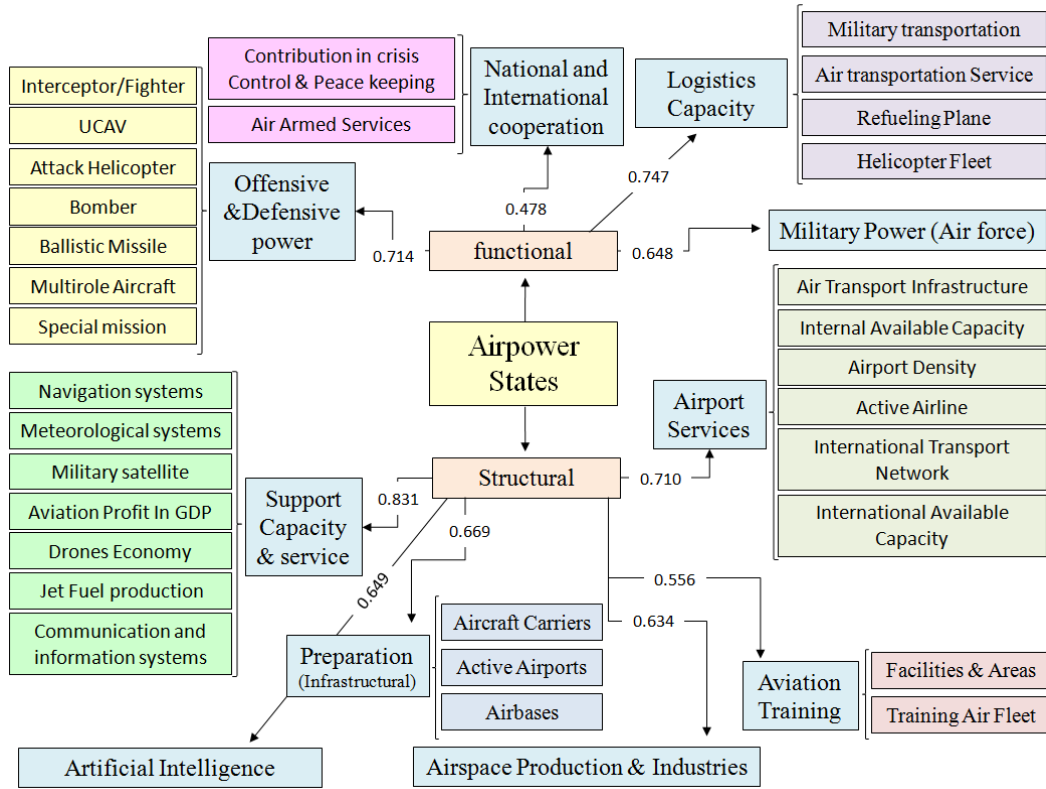 Contribution in crisis
Control & Peace keeping
Air Armed Services
National and
International
cooperation
Logistics
Capacity
Military transportation
Air transportation Service
Refueling Plane
Helicopter Fleet
Interceptor/Fighter
UCAV
Attack Helicopter
Bomber
Ballistic Missile
Multirole Aircraft
Special mission
Offensive
&Defensive
power
0.714
0.478
0.747
functional
0.648
Military Power (Air force)
Airpower
States
Air Transport Infrastructure
Internal Available Capacity
Airport Density
Active Airline
International Transport
Network
International Available
Capacity
Airport
Services
Navigation systems
Meteorological systems
Military satellite
Aviation Profit In GDP
Drones Economy
Jet Fuel production
Communication and
information systems
Support
Capacity
& service
0.831
Structural
0.710
0.669
0.649
0.556
0.634
Preparation
(Infrastructural)
Aircraft Carriers
Active Airports
Airbases
Aviation
Training
Facilities & Areas
Training Air Fleet
Artificial Intelligence
Airspace Production & Industries